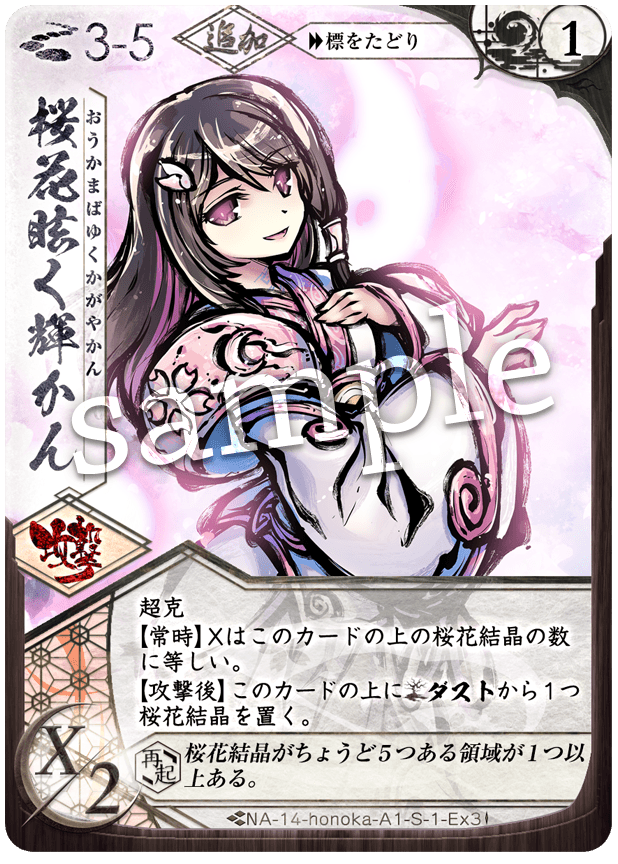 3-5
追加
標をたどり
1
桜花眩く輝かん
おうかまばゆくかがやかん
sample
攻撃
超克
【常時】Xはこのカードの上の桜花結晶の数
に等しい。
【攻撃後】このカードの上にダストから1つ
桜花結晶を置く。
X/2
再起
桜花結晶がちょうど5つある領域が1つ以
上ある。
NA-14-honoka-A1-S-1-Ex3